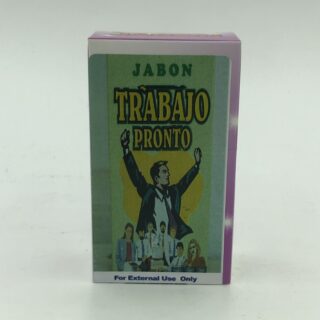 JABON
TRABAJO
PRONTO
For External Use Only